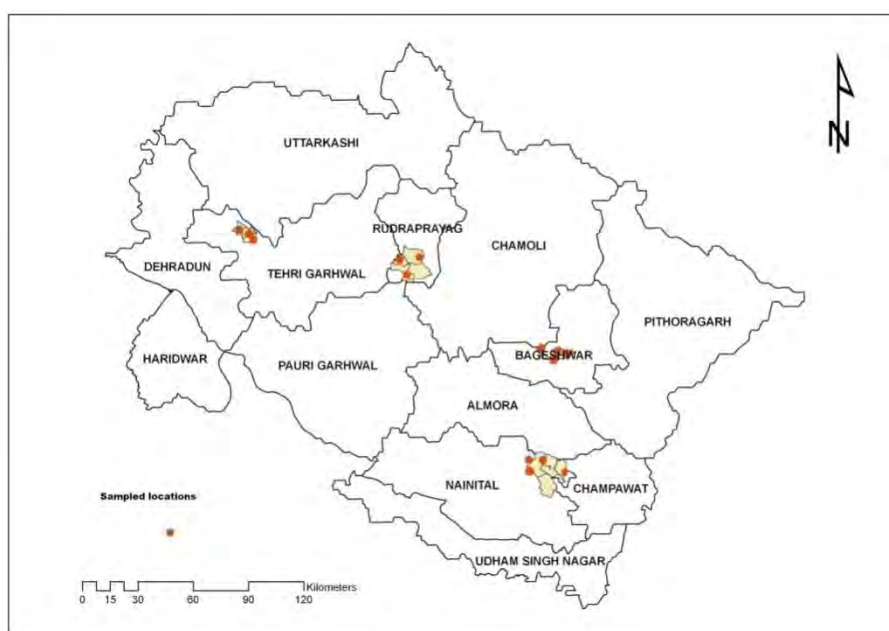 N
UTTARKASHI
RUDRAPRAYAG
CHAMOLI
DEHRADUN
TEHRI GARHWAL
PITHORAGARH
HARIDWAR
PAURI GARHWAL
BAGESHWAR
ALMORA
NAINITAL
CHAMPAWAT
Sampled locations
UDHAM SINGH NAGAR
Kilometers
0 15 30 60 90 120